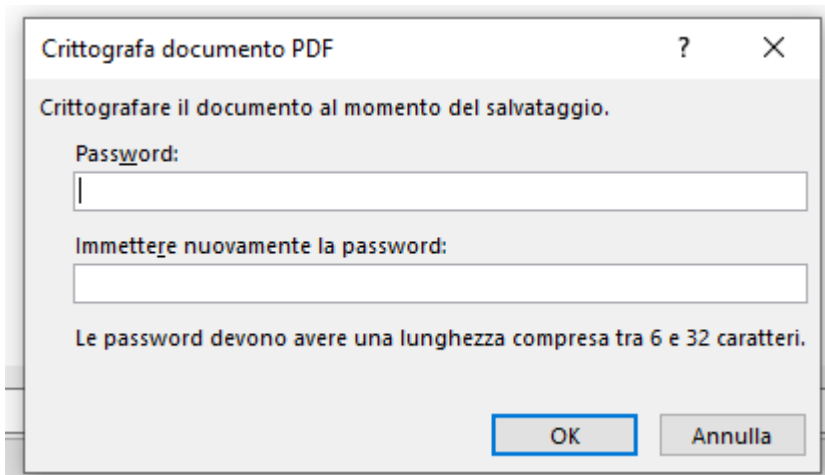 Crittografa documento PDF
?
Crittografare il documento al momento del salvataggio.
Password:
Immettere nuovamente la password:
Le password devono avere una lunghezza compresa tra 6 e 32 caratteri.
OK
Annulla